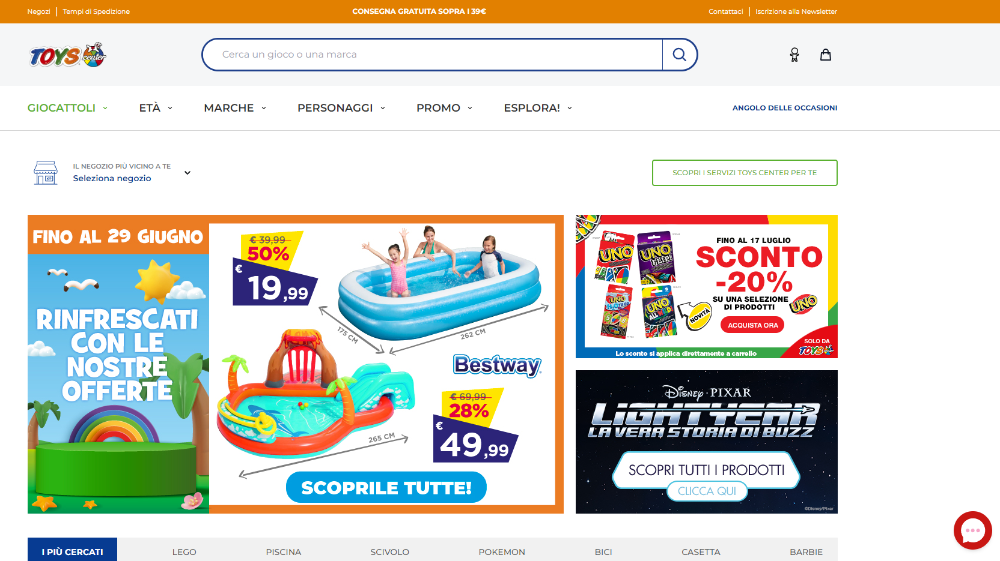 Negozi
Tempi di Spedizione
CONSEGNA GRATUITA SOPRA I 39€
Contattaci
Iscrizione alla Newsletter
TOYS center
Cerca un gioco o una marca
GIOCATTOLI
ETÀ
MARCHE
PERSONAGGI
PROMO
ESPLORA!
ANGOLO DELLE OCCASIONI
IL NEGOZIO PIÙ VICINO A TE
Seleziona negozio
SCOPRI I SERVIZI TOYS CENTER PER TE
FINO AL 29 GIUGNO
RINFRESCATI
CON LE
NOSTRE
OFFERTE
€ 39,99
50%
€ 19,99
175 CM
262 CM
Bestway
€ 69,99
28%
€ 49,99
265 CM
SCOPRILE TUTTE!
UNO
UNO
FLIP!
UNO
H2O TO GO
UNO
ALL WILD
FINO AL 17 LUGLIO
SCONTO
-20%
SU UNA SELEZIONE
DI PRODOTTI
UNO
NOVITÀ
ACQUISTA ORA
SOLO DA
TOYS
Lo sconto si applica direttamente a carrello
Disney · PIXAR
LIGHTYEAR
LA VERA STORIA DI BUZZ
SCOPRI TUTTI I PRODOTTI
CLICCA QUI
©Disney/Pixar
I PIÙ CERCATI
LEGO
PISCINA
SCIVOLO
POKEMON
BICI
CASETTA
BARBIE